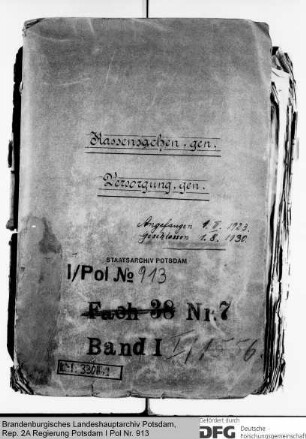 Kassensachen. gen.
Versorgung. gen.
Angefangen 1. 1923.
geschlossen 1. 8. 1930.
STAATSARCHIV POTSDAM
I/Pol No 913
Fach 38 Nr. 7
Band I
Brandenburgisches Landeshauptarchiv Potsdam,
Rep. 2A Regierung Potsdam I Pol Nr. 913
Gefördert durch
DFG Deutsche
Forschungsgemeinschaft